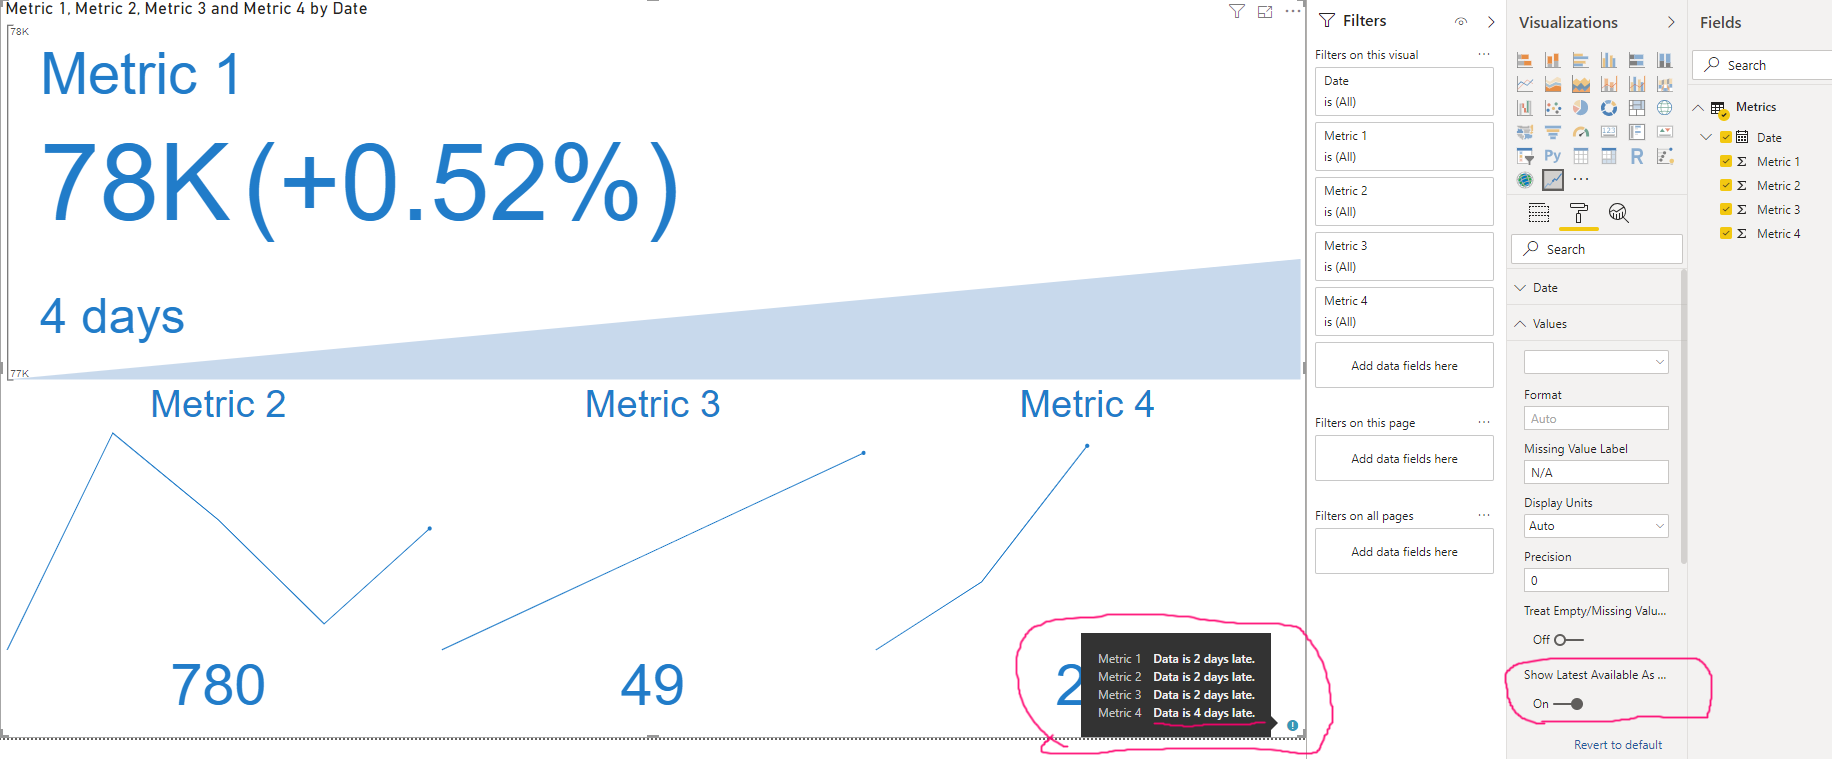 Metric 1, Metric 2, Metric 3 and Metric 4 by Date
78K
Metric 1
78K (+0.52%)
4 days
77K
Metric 2
Metric 3
Metric 4
780
49
2
Metric 1 Data is 2 days late.
Metric 2 Data is 2 days late.
Metric 3 Data is 2 days late.
Metric 4 Data is 4 days late.
Filters
Filters on this visual
Date
is (All)
Metric 1
is (All)
Metric 2
is (All)
Metric 3
is (All)
Metric 4
is (All)
Add data fields here
Filters on this page
Add data fields here
Filters on all pages
Add data fields here
Visualizations
123
Py
R
Search
Date
Values
Format
Auto
Missing Value Label
N/A
Display Units
Auto
Precision
0
Treat Empty/Missing Valu...
Off
Show Latest Available As ...
On
Revert to default
Fields
Search
Metrics
Date
Metric 1
Metric 2
Metric 3
Metric 4